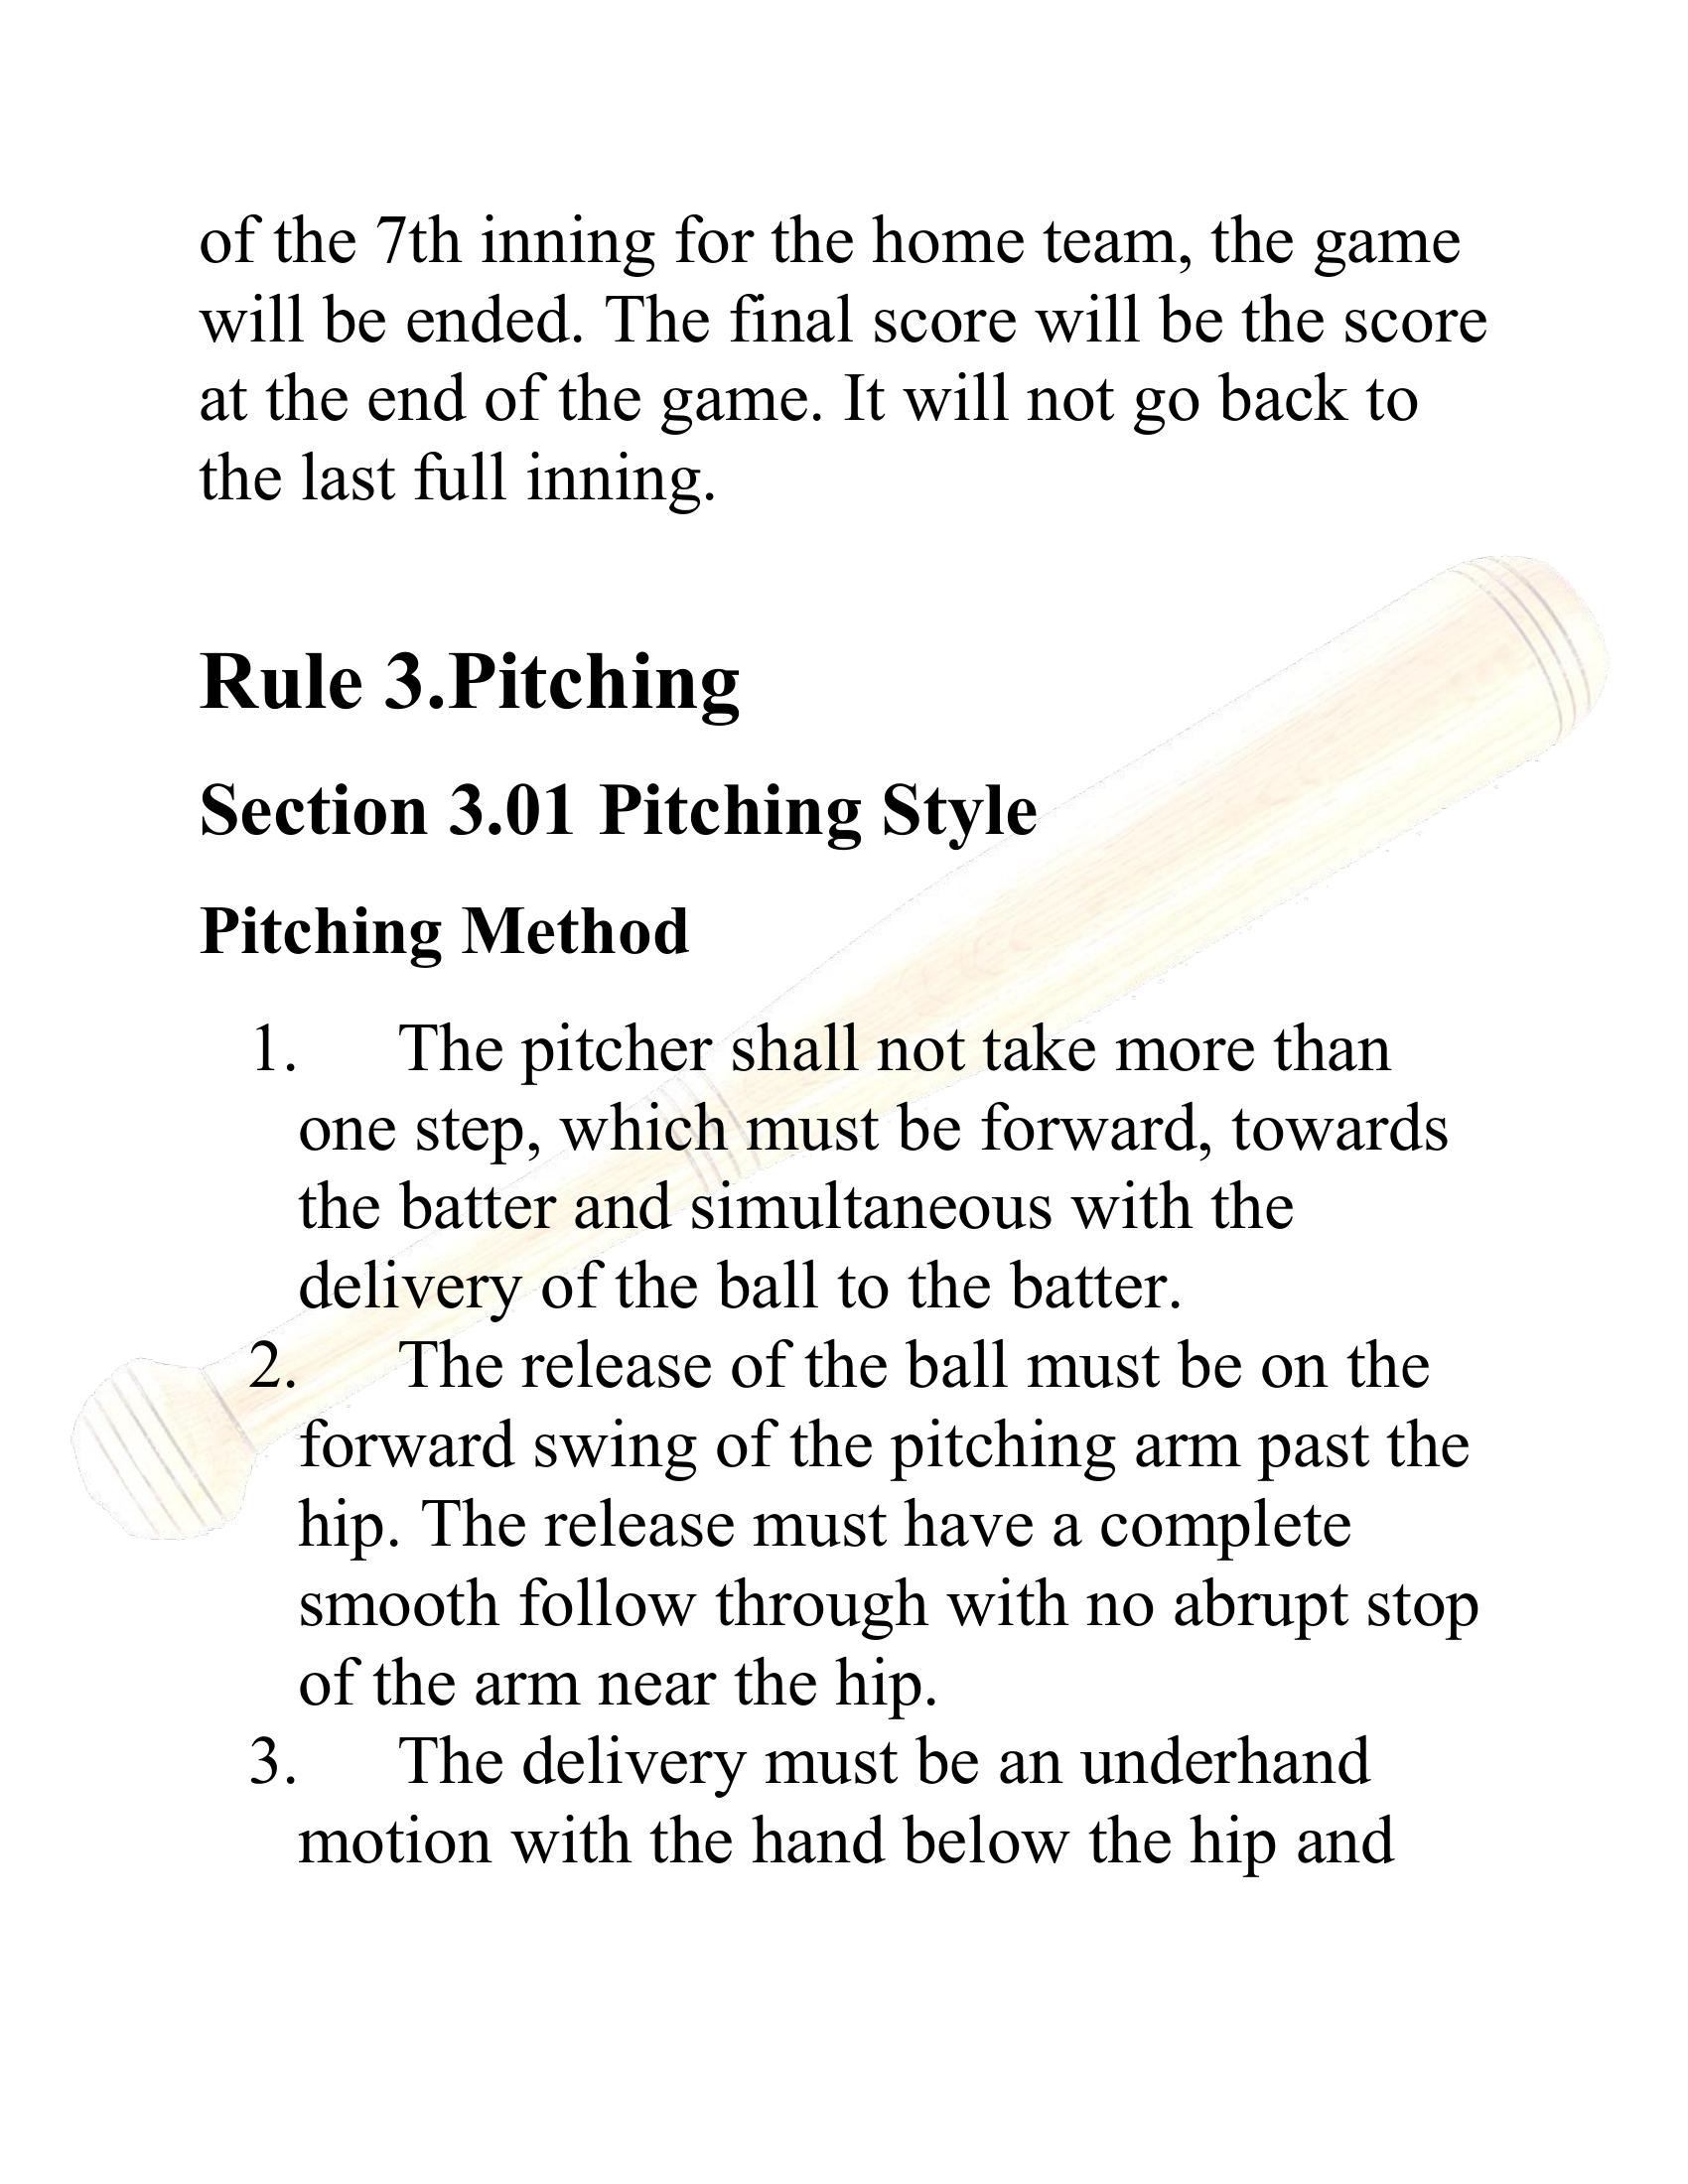 of the 7th inning for the home team, the game
will be ended. The final score will be the score
at the end of the game. It will not go back to
the last full inning.
Rule 3.Pitching
Section 3.01 Pitching Style
Pitching Method
1. The pitcher shall not take more than
one step, which must be forward, towards
the batter and simultaneous with the
delivery of the ball to the batter.
2. The release of the ball must be on the
forward swing of the pitching arm past the
hip. The release must have a complete
smooth follow through with no abrupt stop
of the arm near the hip.
3. The delivery must be an underhand
motion with the hand below the hip and